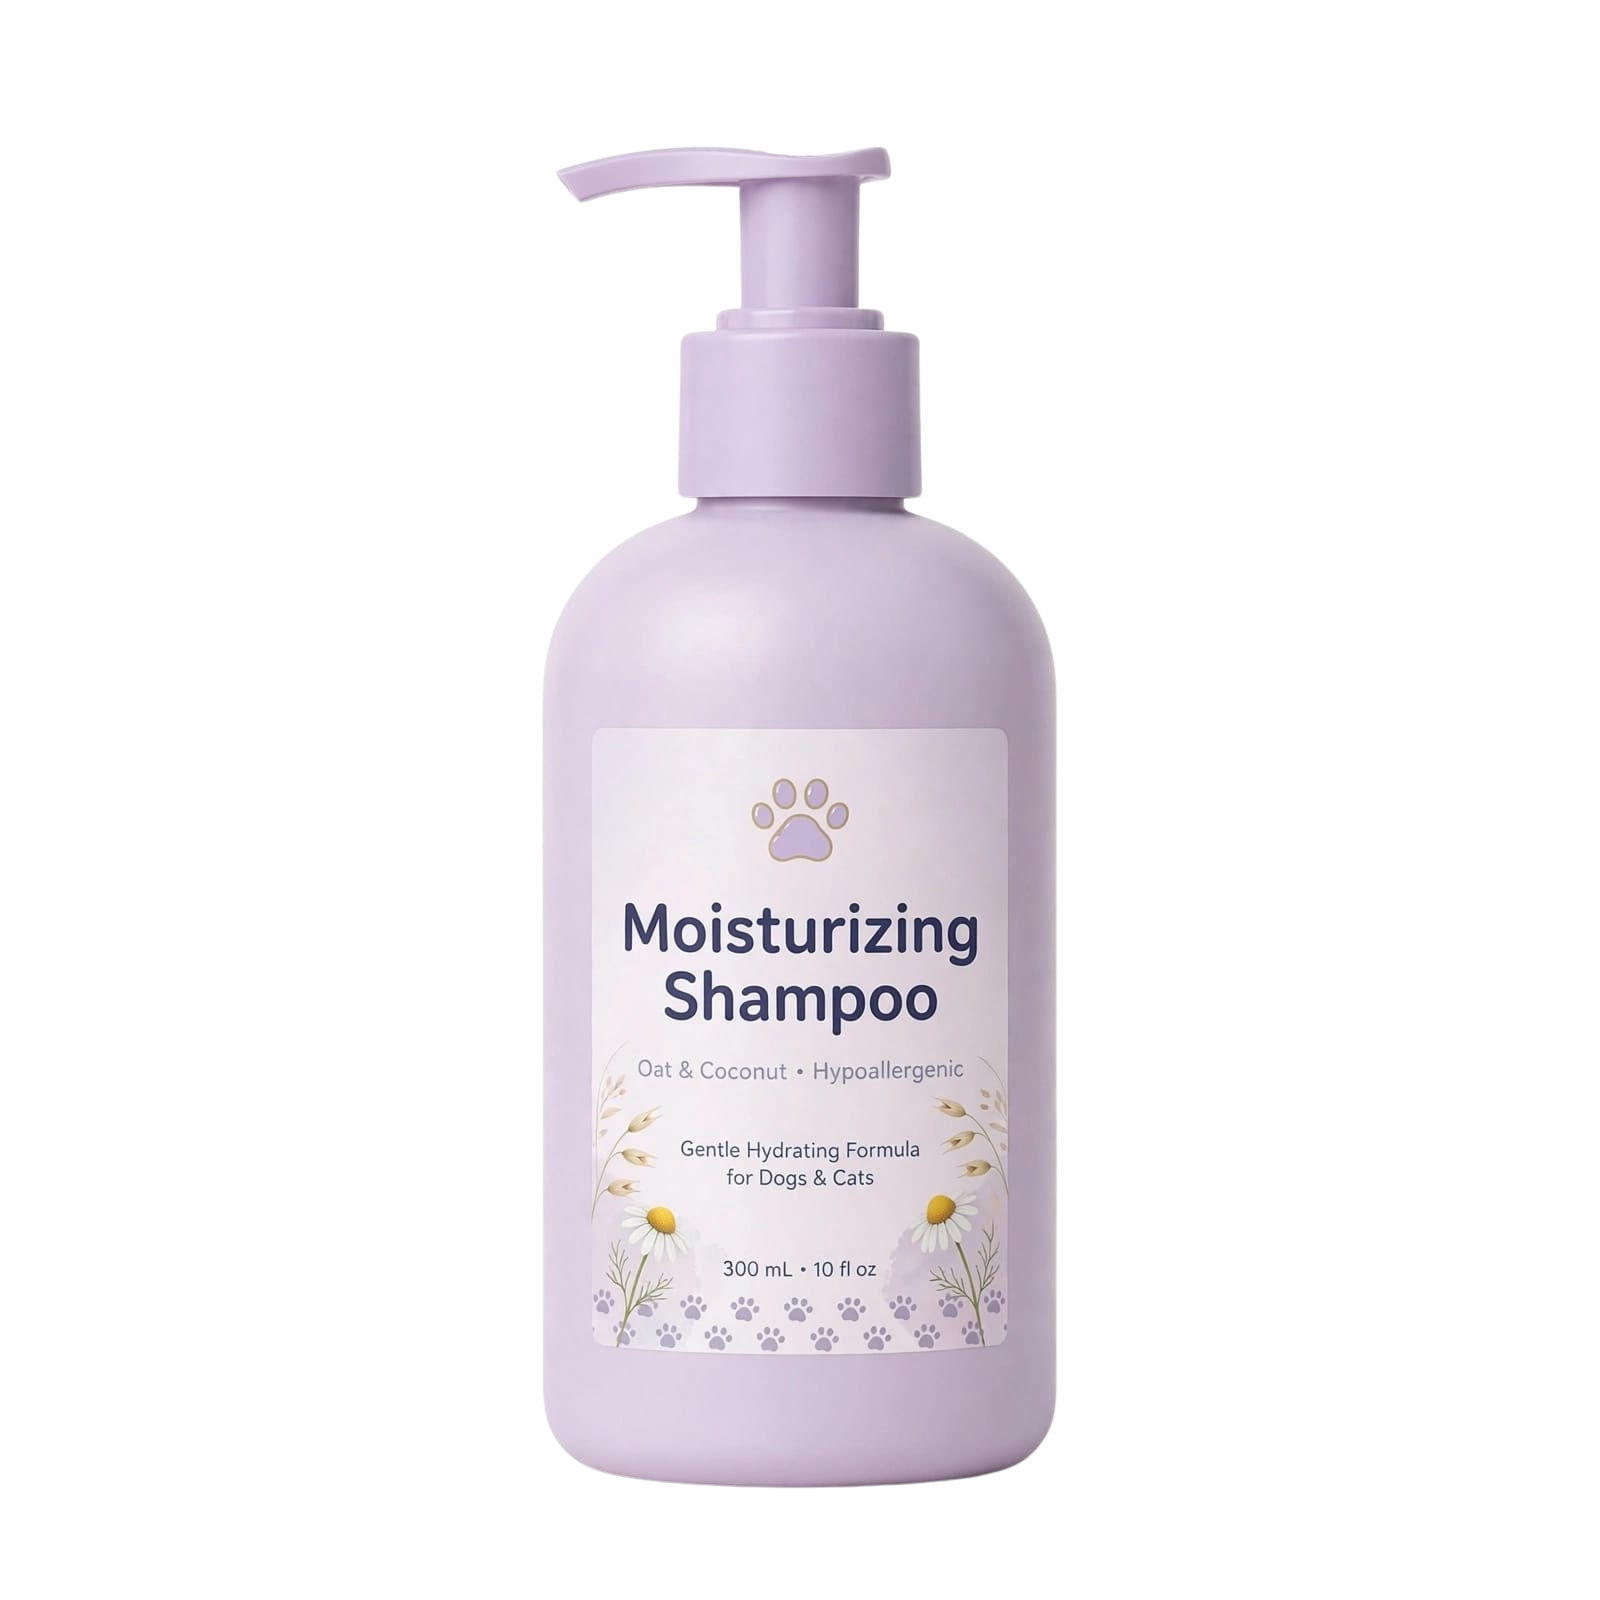 Moisturizing
Shampoo
Oat & Coconut • Hypoallergenic
Gentle Hydrating Formula
for Dogs & Cats
300 mL • 10 fl oz